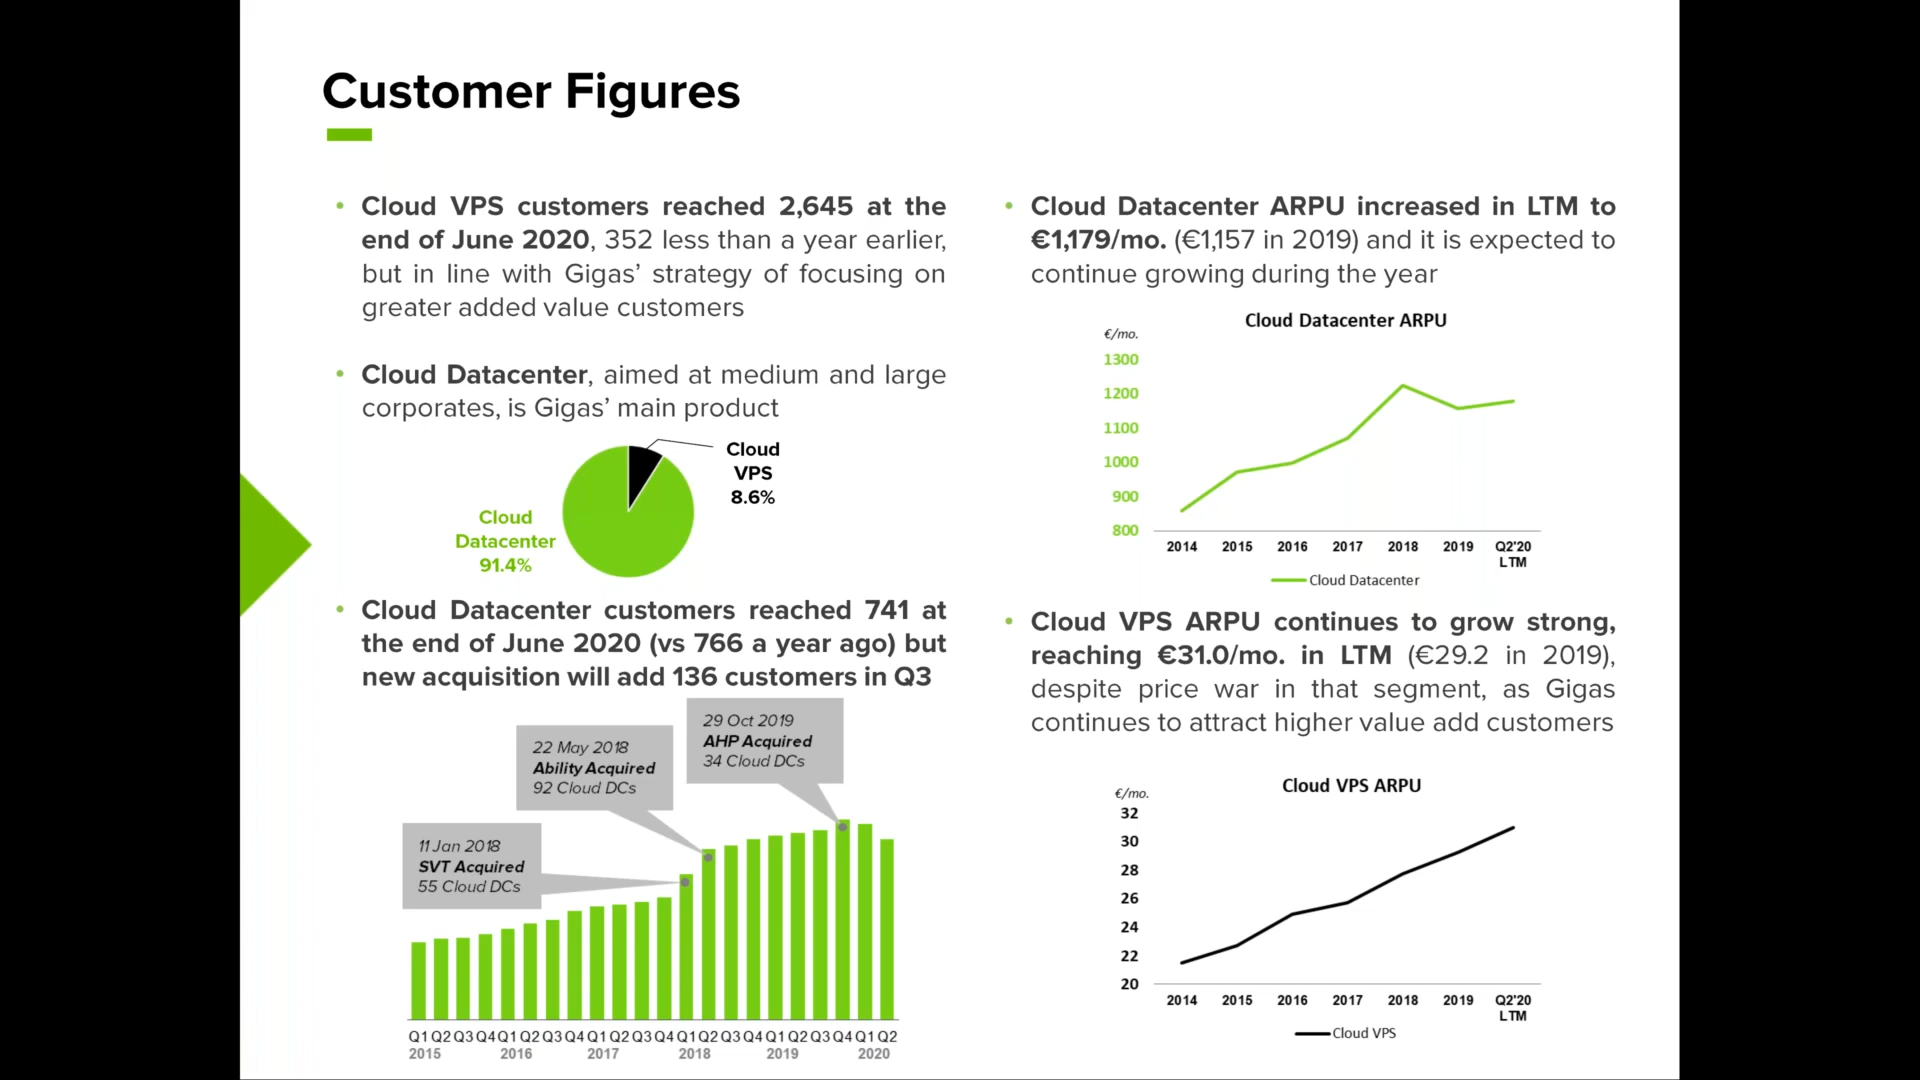 Customer Figures
• Cloud VPS customers reached 2,645 at the
end of June 2020, 352 less than a year earlier,
but in line with Gigas’ strategy of focusing on
greater added value customers
• Cloud Datacenter, aimed at medium and large
corporates, is Gigas’ main product
Cloud
VPS
8.6%
Cloud
Datacenter
91.4%
• Cloud Datacenter customers reached 741 at
the end of June 2020 (vs 766 a year ago) but
new acquisition will add 136 customers in Q3
29 Oct 2019
AHP Acquired
34 Cloud DCs
22 May 2018
Ability Acquired
92 Cloud DCs
11 Jan 2018
SVT Acquired
55 Cloud DCs
Q1 Q2 Q3 Q4 Q1 Q2 Q3 Q4 Q1 Q2 Q3 Q4 Q1 Q2 Q3 Q4 Q1 Q2 Q3 Q4 Q1 Q2
2015 2016 2017 2018 2019 2020
• Cloud Datacenter ARPU increased in LTM to
€1,179/mo. (€1,157 in 2019) and it is expected to
continue growing during the year
Cloud Datacenter ARPU
€/mo.
1300
1200
1100
1000
900
800
2014 2015 2016 2017 2018 2019 Q2'20
LTM
Cloud Datacenter
• Cloud VPS ARPU continues to grow strong,
reaching €31.0/mo. in LTM (€29.2 in 2019),
despite price war in that segment, as Gigas
continues to attract higher value add customers
Cloud VPS ARPU
€/mo.
32
30
28
26
24
22
20
2014 2015 2016 2017 2018 2019 Q2'20
LTM
Cloud VPS